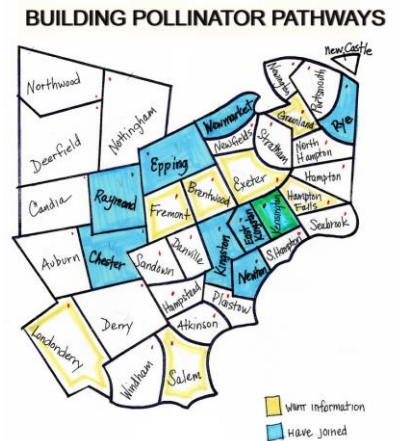 BUILDING POLLINATOR PATHWAYS
New Castle
Northwood
Nottingham
Deerfield
Newington
Portsmouth
Greenland
Rye
Newmarket
Newfields
Stratham
North Hampton
Epping
Candia
Raymond
Fremont
Brentwood
Exeter
Hampton
Hampton Falls
Kensington
East Kingston
Seabrook
Auburn
Chester
Sandown
Danville
Kingston
S. Hampton
Newton
Hampstead
Plaistow
Atkinson
Derry
Londonderry
Windham
Salem
Want information
Have joined